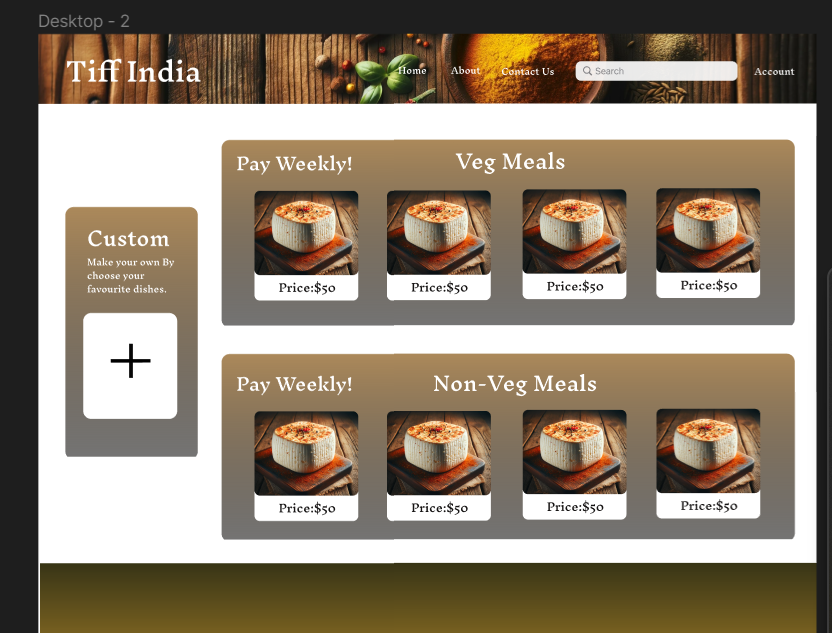 Desktop - 2
Tiff India
Home
About
Contact Us
Search
Account
Pay Weekly!
Veg Meals
Price:$50
Price:$50
Price:$50
Price:$50
Custom
Make your own By
choose your
favourite dishes.
Pay Weekly!
Non-Veg Meals
Price:$50
Price:$50
Price:$50
Price:$50